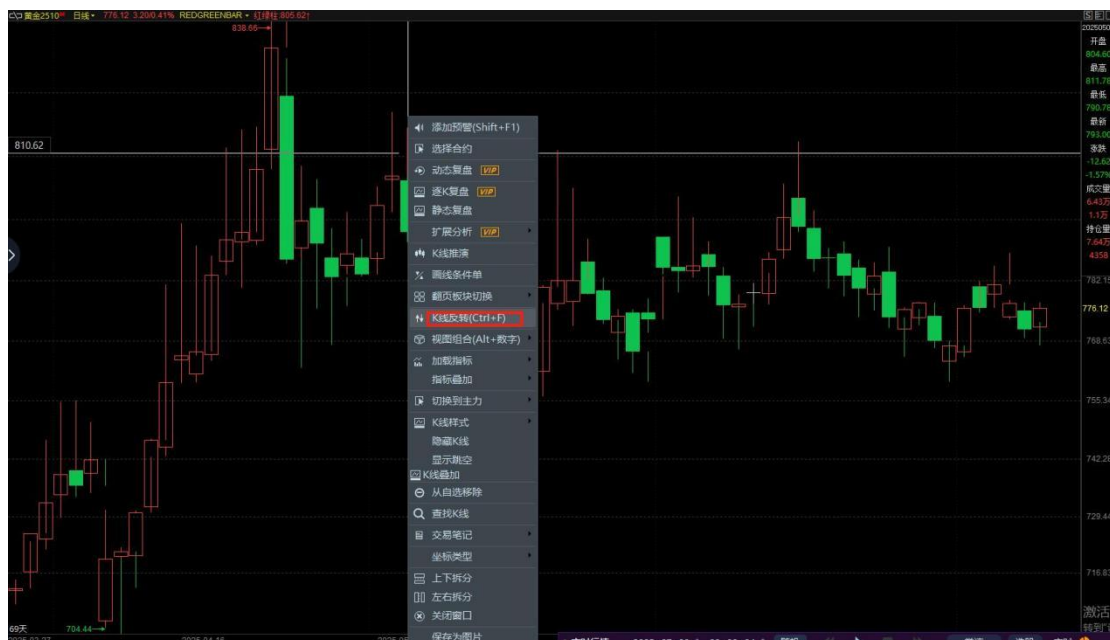 黄金2510 日线 776.12 3.20/0.41% REDGREENBAR 红绿柱:805.62↑
838.65
2025050
开盘
804.60
最高
811.78
最低
790.78
最新
793.00
涨跌
-12.62
-1.57%
成交量
6.43万
1.1万
持仓量
7.64万
4358
810.62
添加预警(Shift+F1)
选择合约
动态复盘 VIP
逐K复盘 VIP
静态复盘
扩展分析 VIP
K线推演
画线条件单
翻页板块切换
K线反转(Ctrl+F)
视图组合(Alt+数字)
加载指标
指标叠加
切换到主力
K线样式
隐藏K线
显示跳空
K线叠加
从自选移除
查找K线
交易笔记
坐标类型
上下拆分
左右拆分
关闭窗口
保存为图片
782.15
776.12
768.63
755.34
742.28
729.44
716.83
激活
转到"
69天
704.44